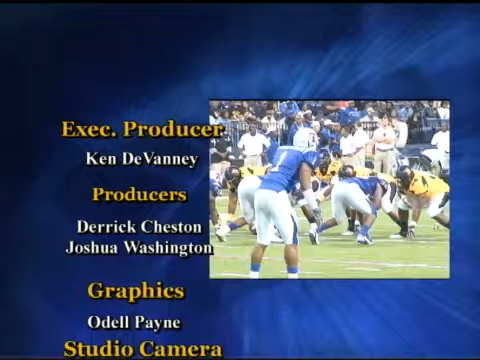 Exec. Producer
Ken DeVanney
Producers
Derrick Cheston
Joshua Washington
Graphics
Odell Payne
Studio Camera